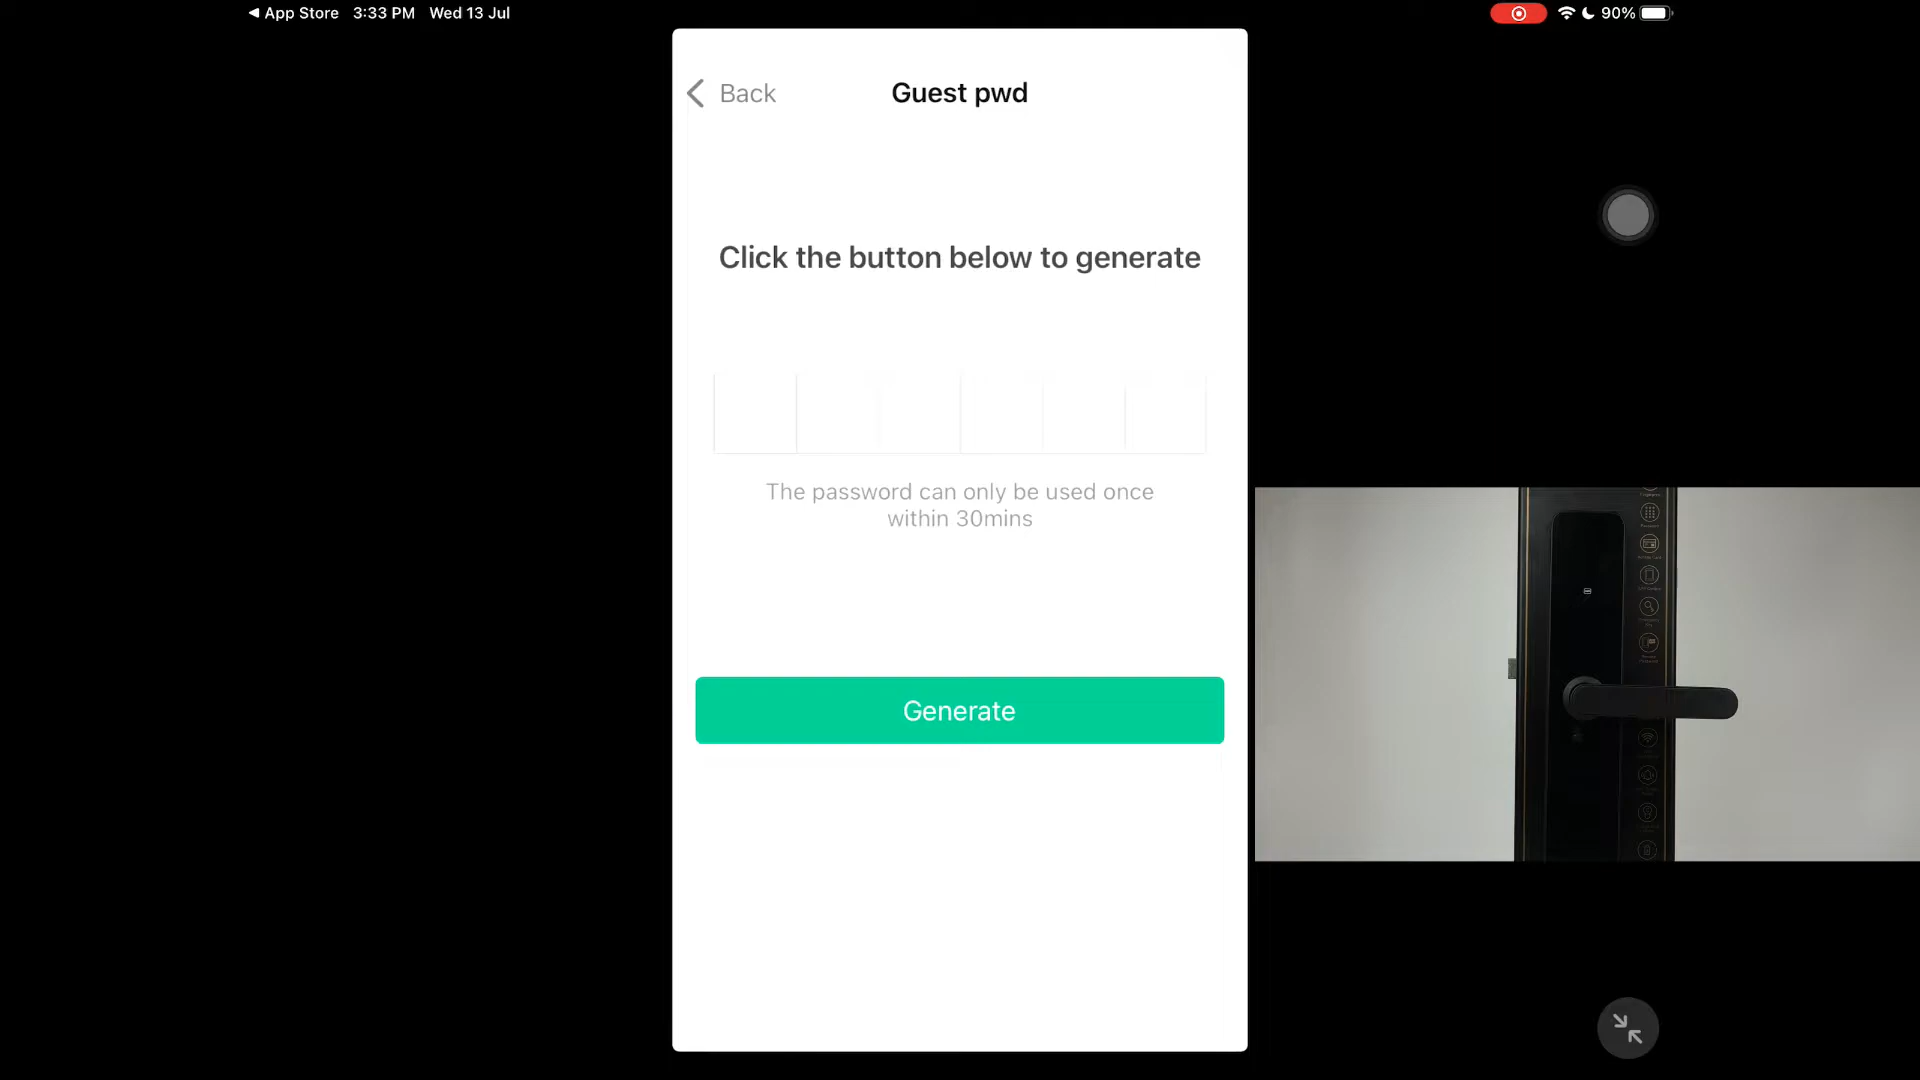 ◀ App Store 3:33 PM Wed 13 Jul
90%
Back
Guest pwd
Click the button below to generate
The password can only be used once
within 30mins
Generate